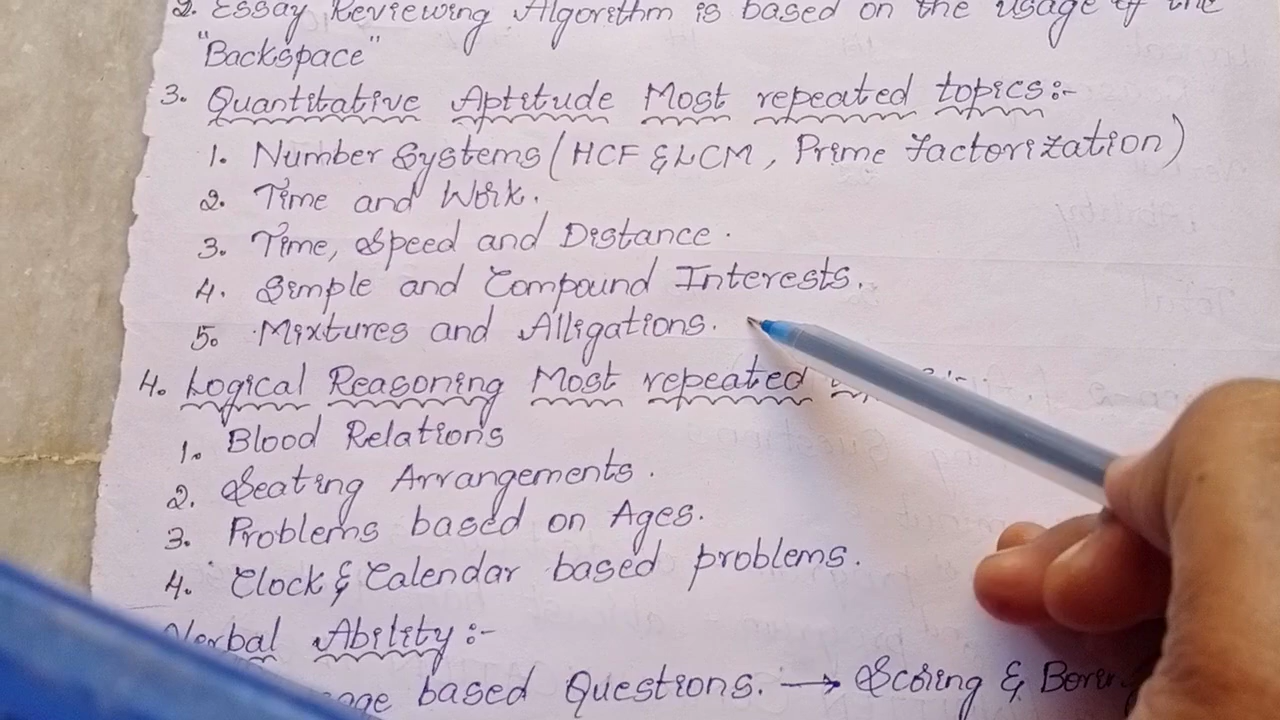 2. Essay Reviewing Algorithm is based on the usage of the
"Backspace"
3. Quantitative Aptitude Most repeated topics:-
1. Number Systems (HCF & LCM, Prime Factorization)
2. Time and Work.
3. Time, Speed and Distance.
4. Simple and Compound Interests.
5. Mixtures and Alligations.
4. Logical Reasoning Most repeated
1. Blood Relations
2. Seating Arrangements.
3. Problems based on Ages.
4. Clock & Calendar based problems.
Verbal Ability:-
based Questions. → Scoring &